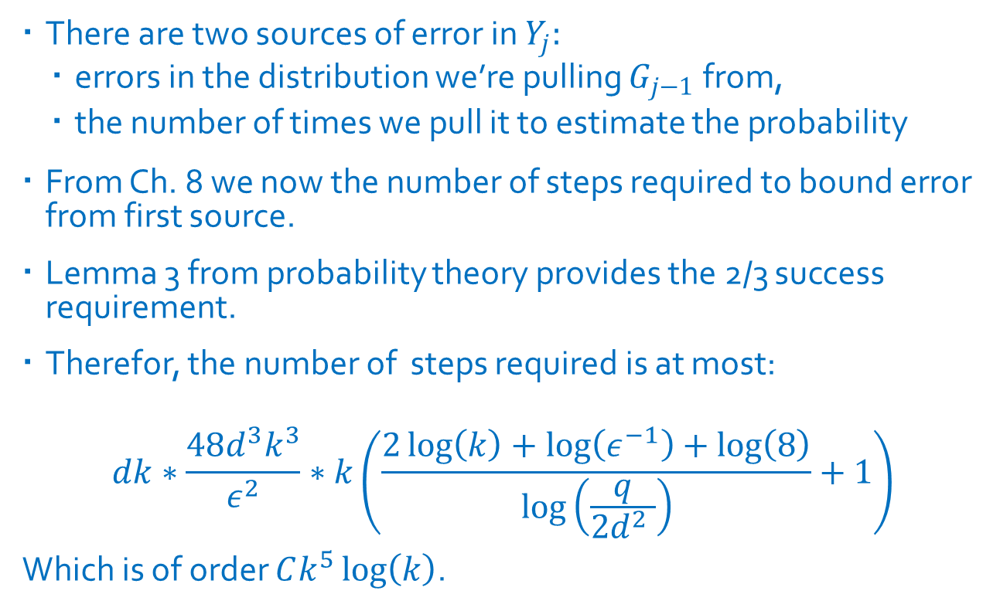 ▪ There are two sources of error in $Y_j$:
▪ errors in the distribution we're pulling $G_{j-1}$ from,
▪ the number of times we pull it to estimate the probability
▪ From Ch. 8 we now the number of steps required to bound error
from first source.
▪ Lemma 3 from probability theory provides the 2/3 success
requirement.
▪ Therefor, the number of steps required is at most:
$dk * \frac{48d^3k^3}{\epsilon^2} * k\left(\frac{2\log(k) + \log(\epsilon^{-1}) + \log(8)}{\log\left(\frac{q}{2d^2}\right)} + 1\right)$
Which is of order $Ck^5\log(k)$.